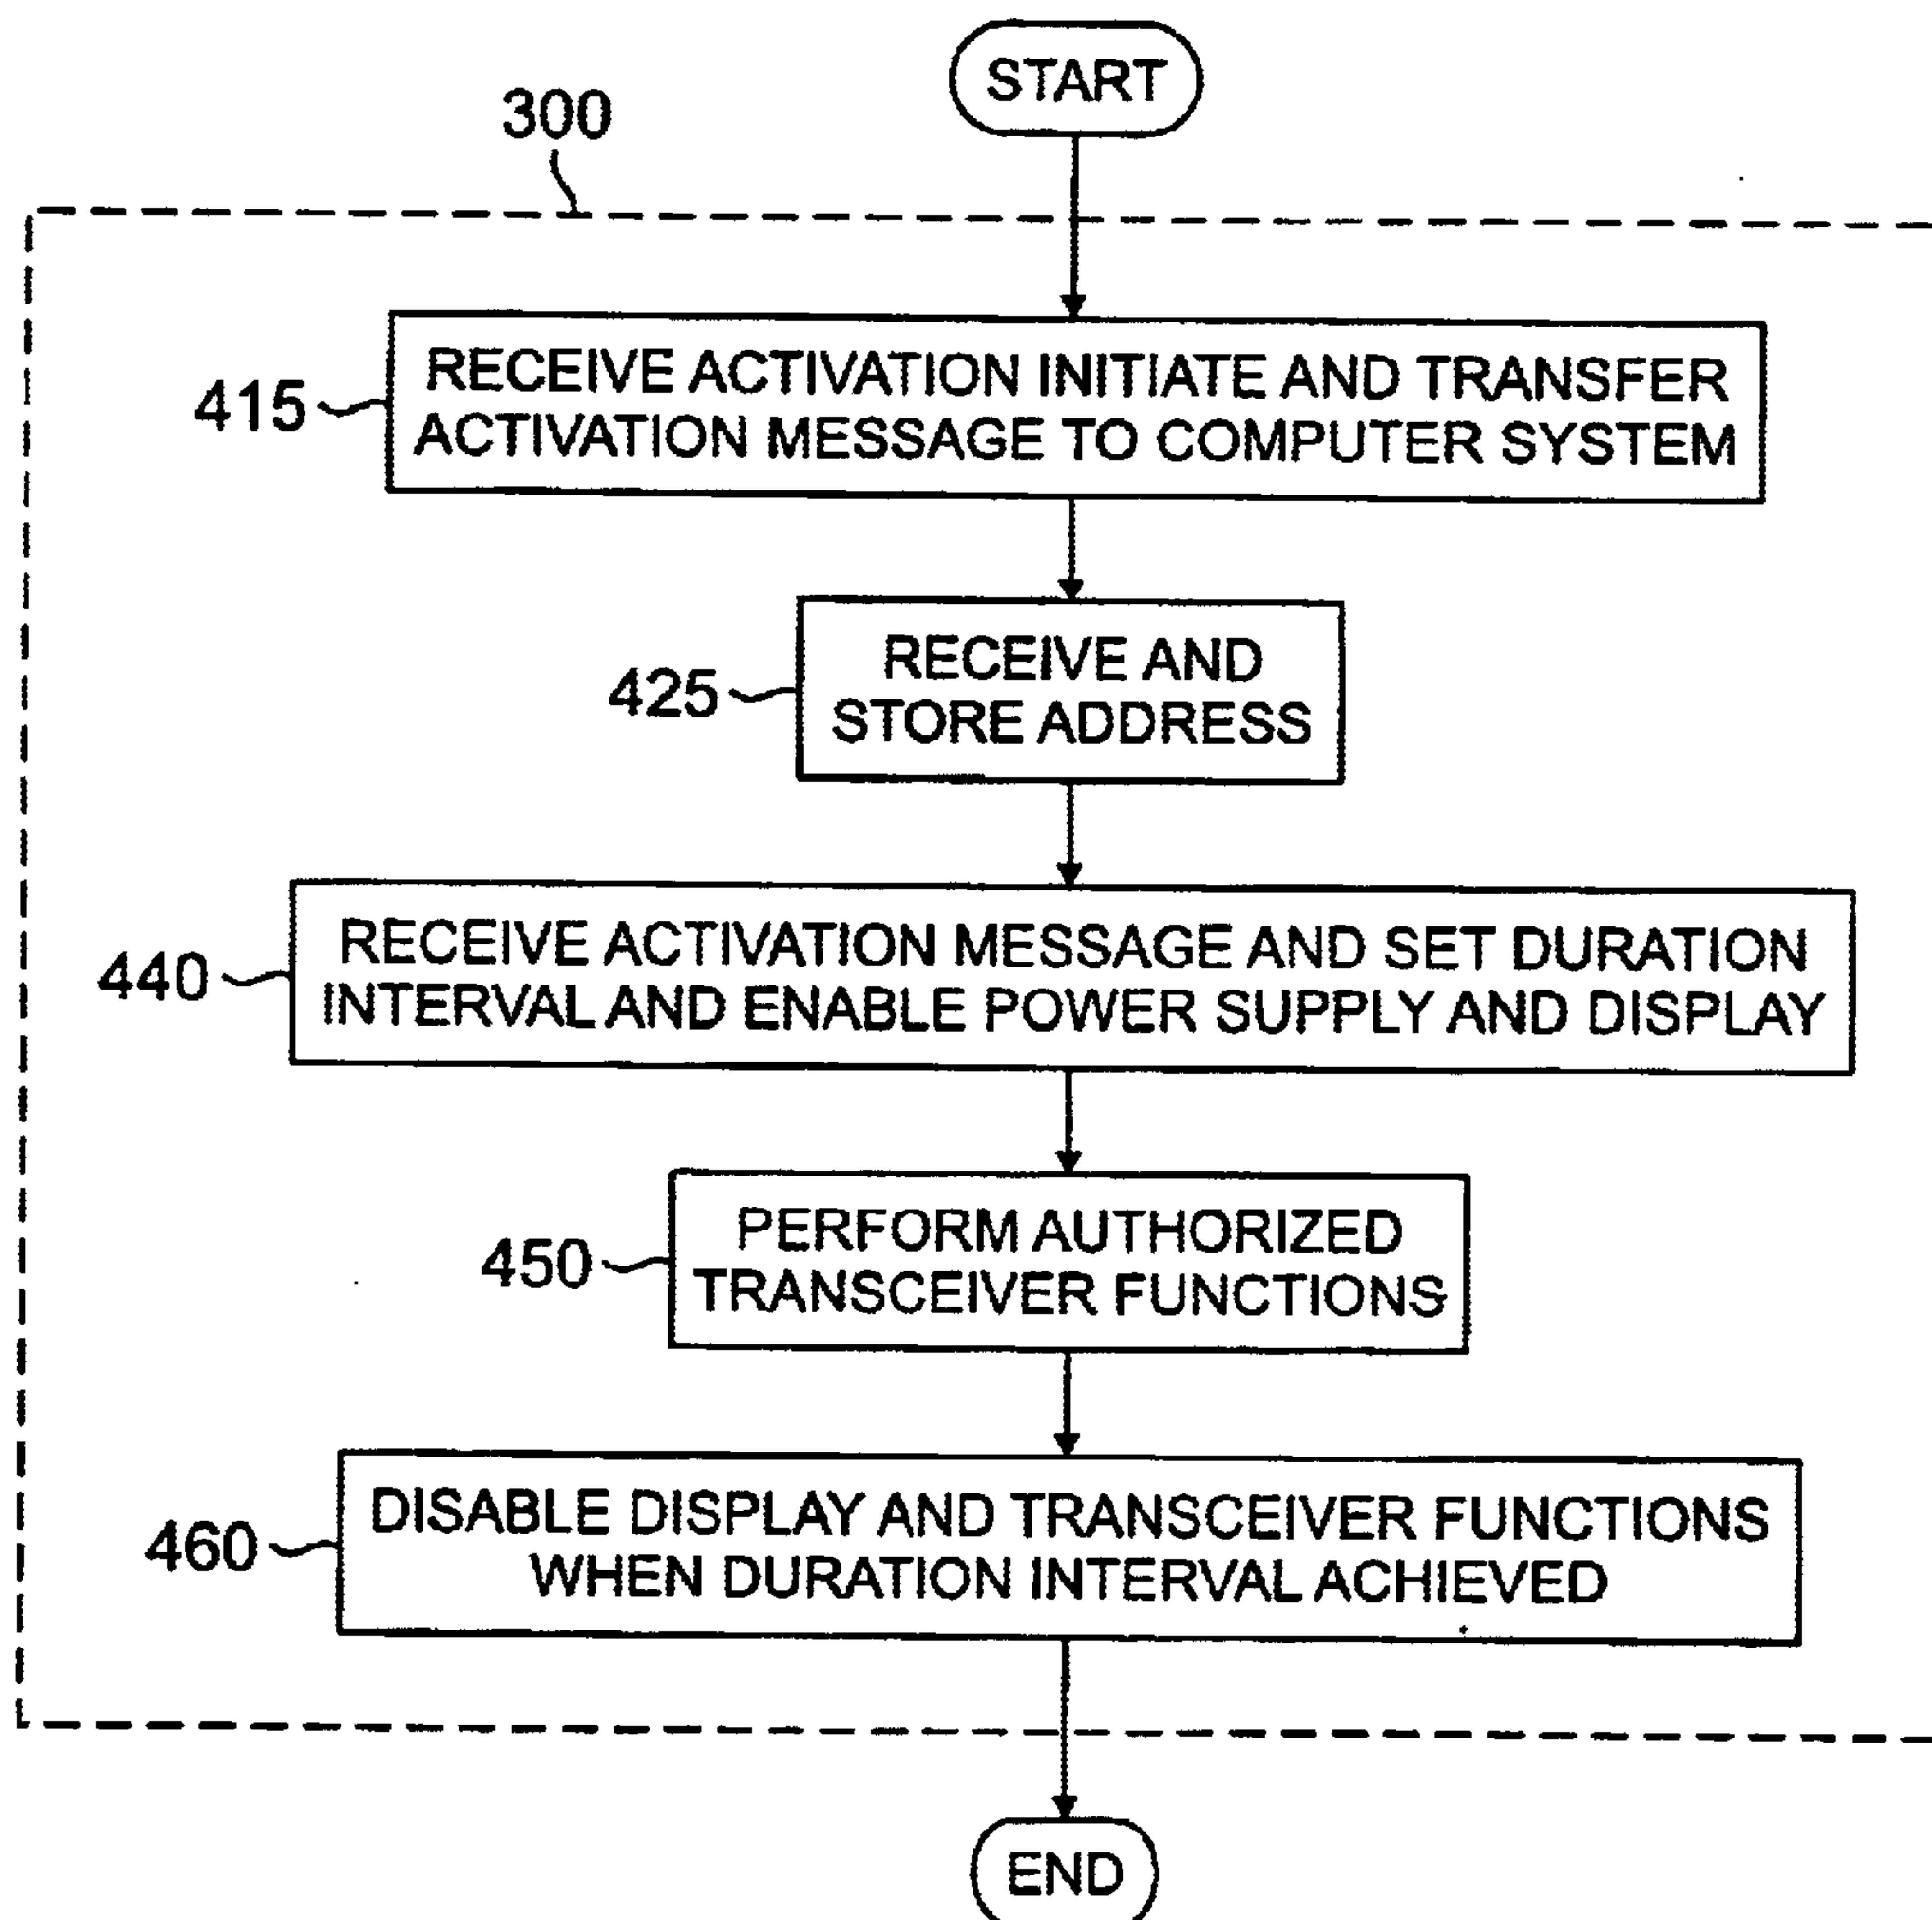 START
300
415
RECEIVE ACTIVATION INITIATE AND TRANSFER
ACTIVATION MESSAGE TO COMPUTER SYSTEM
425
RECEIVE AND
STORE ADDRESS
440
RECEIVE ACTIVATION MESSAGE AND SET DURATION
INTERVAL AND ENABLE POWER SUPPLY AND DISPLAY
450
PERFORM AUTHORIZED
TRANSCEIVER FUNCTIONS
460
DISABLE DISPLAY AND TRANSCEIVER FUNCTIONS
WHEN DURATION INTERVAL ACHIEVED
END